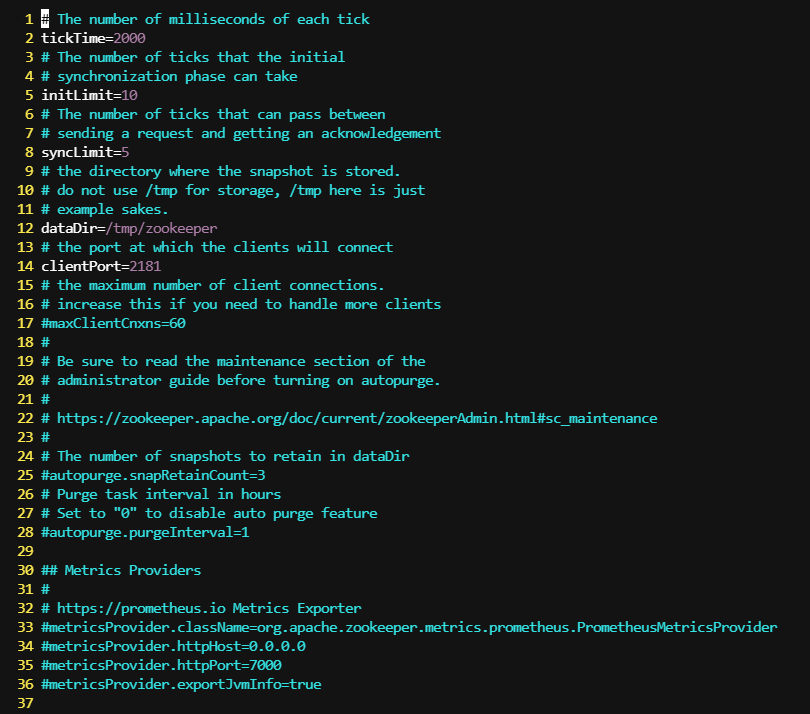 1 # The number of milliseconds of each tick
2 tickTime=2000
3 # The number of ticks that the initial
4 # synchronization phase can take
5 initLimit=10
6 # The number of ticks that can pass between
7 # sending a request and getting an acknowledgement
8 syncLimit=5
9 # the directory where the snapshot is stored.
10 # do not use /tmp for storage, /tmp here is just
11 # example sakes.
12 dataDir=/tmp/zookeeper
13 # the port at which the clients will connect
14 clientPort=2181
15 # the maximum number of client connections.
16 # increase this if you need to handle more clients
17 #maxClientCnxns=60
18 #
19 # Be sure to read the maintenance section of the
20 # administrator guide before turning on autopurge.
21 #
22 # https://zookeeper.apache.org/doc/current/zookeeperAdmin.html#sc_maintenance
23 #
24 # The number of snapshots to retain in dataDir
25 #autopurge.snapRetainCount=3
26 # Purge task interval in hours
27 # Set to "0" to disable auto purge feature
28 #autopurge.purgeInterval=1
29
30 ## Metrics Providers
31 #
32 # https://prometheus.io Metrics Exporter
33 #metricsProvider.className=org.apache.zookeeper.metrics.prometheus.PrometheusMetricsProvider
34 #metricsProvider.httpHost=0.0.0.0
35 #metricsProvider.httpPort=7000
36 #metricsProvider.exportJvmInfo=true
37